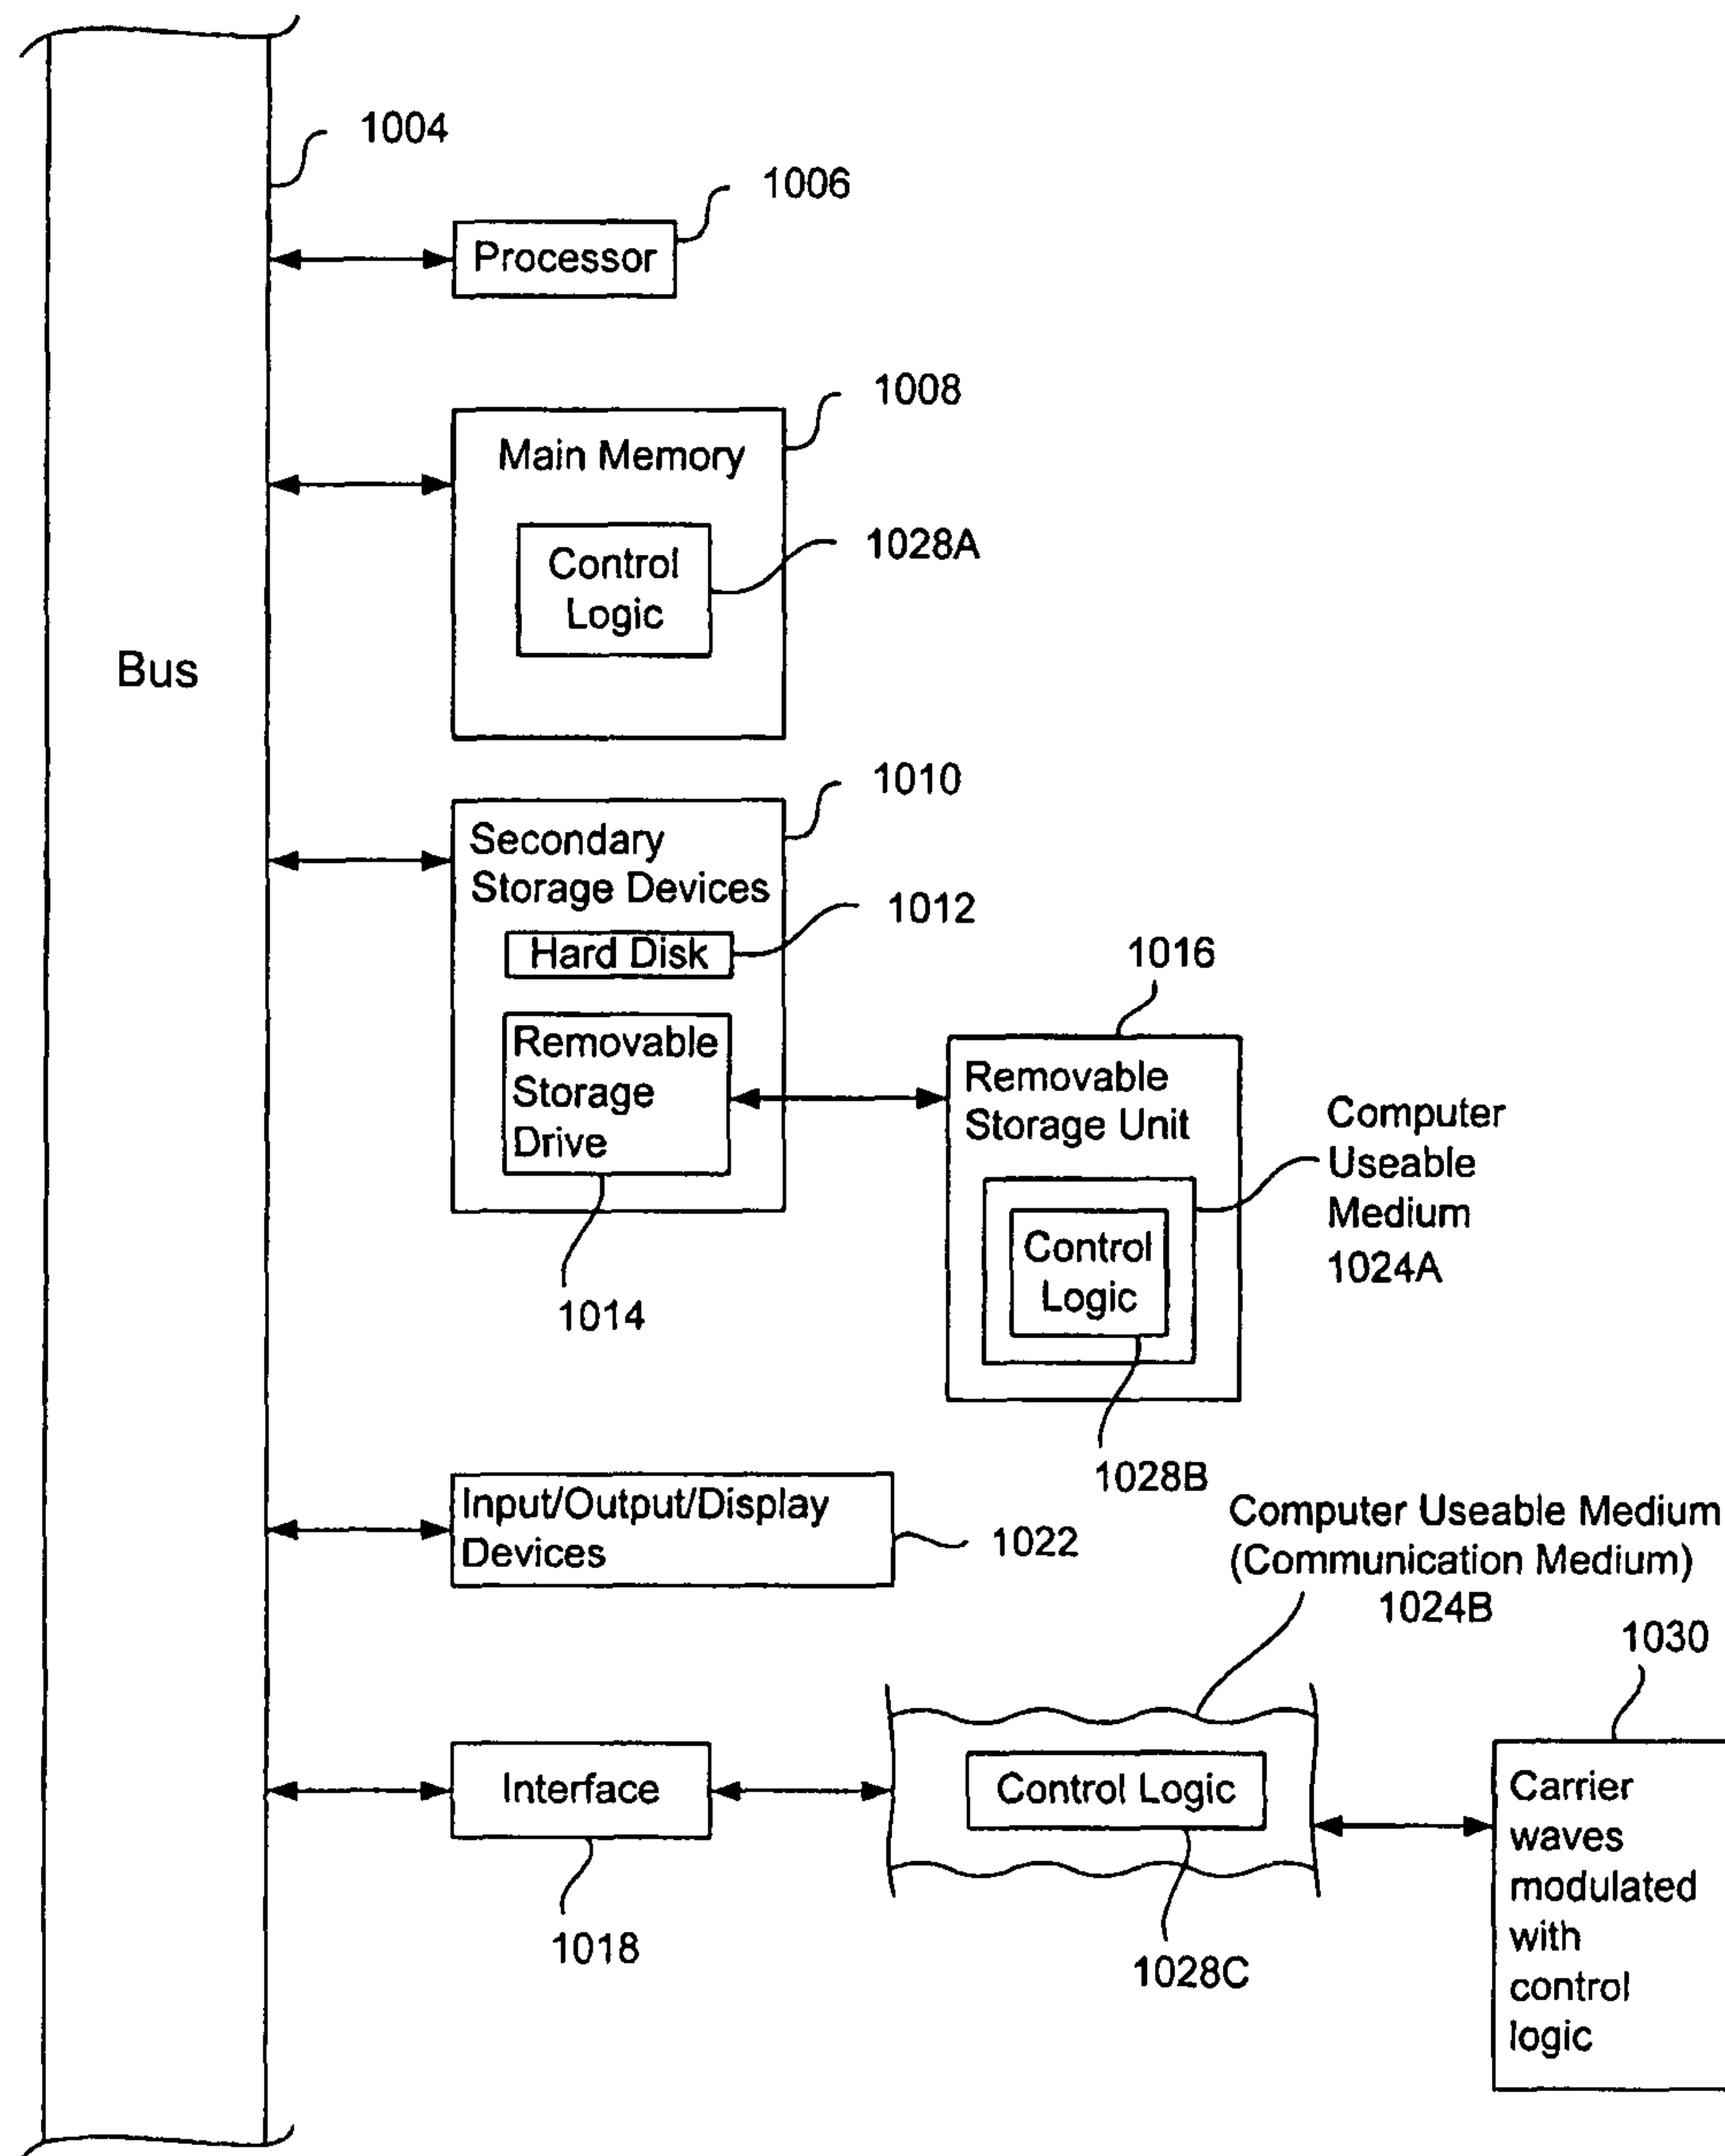 1004
1006
Processor
1008
Main Memory
1028A
Control
Logic
Bus
1010
Secondary
Storage Devices
1012
Hard Disk
1016
Removable
Storage
Drive
Removable
Storage Unit
Computer
Useable
Medium
1024A
Control
Logic
1014
1028B
Input/Output/Display
Devices
1022
Computer Useable Medium
(Communication Medium)
1024B
1030
Interface
Control Logic
Carrier
waves
modulated
with
control
logic
1018
1028C